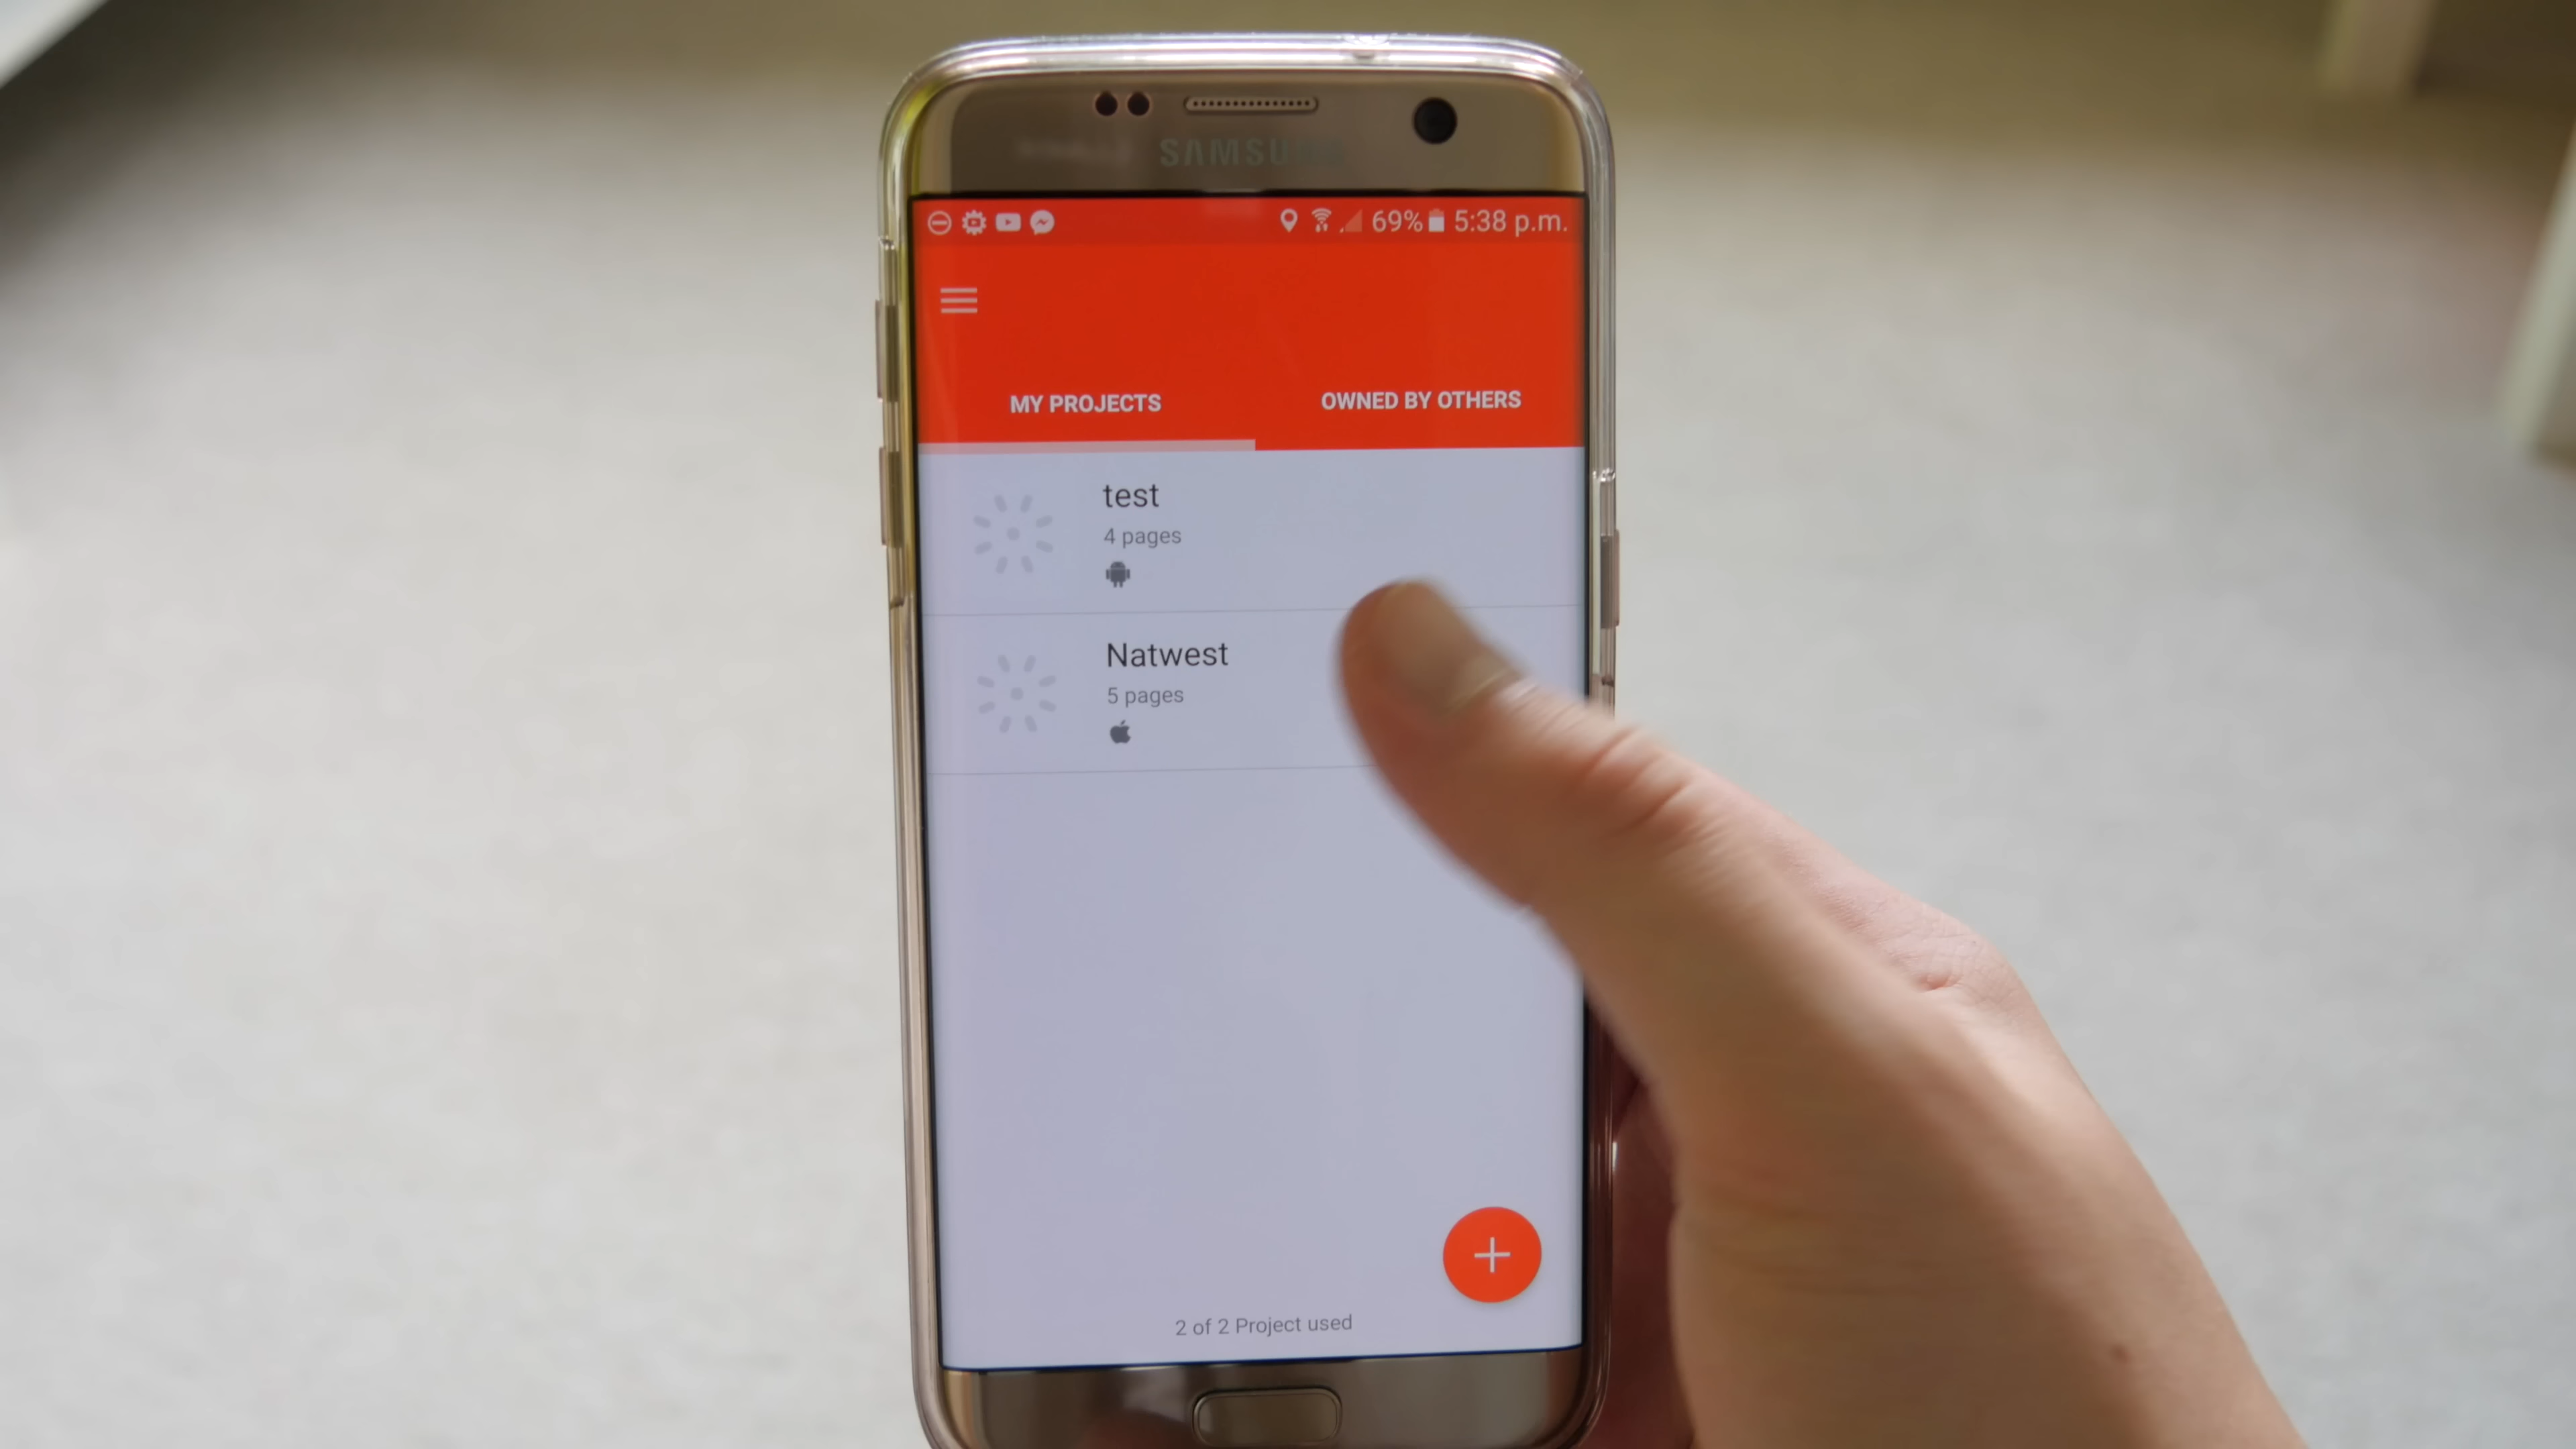 SAMSUNG
69% 5:38 p.m.
MY PROJECTS
OWNED BY OTHERS
test
4 pages
Natwest
5 pages
2 of 2 Project used